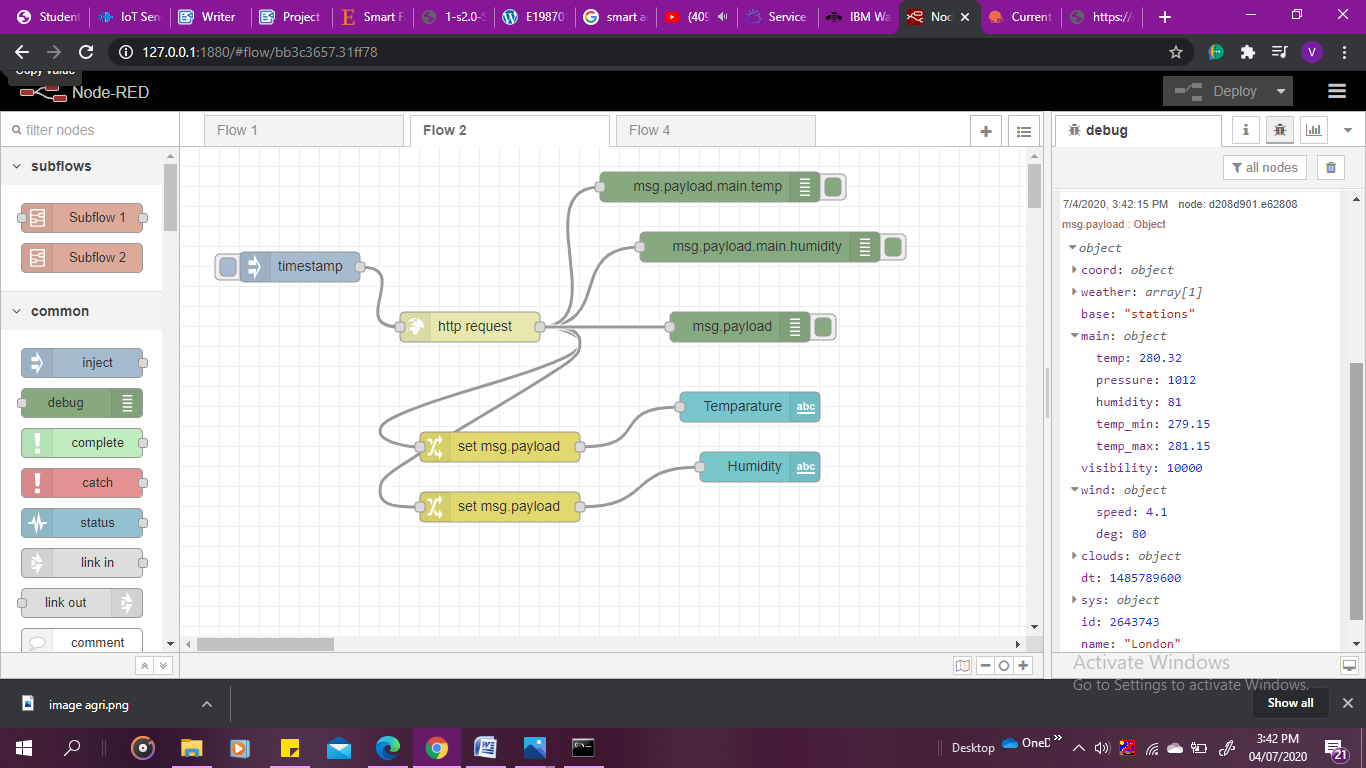 Student
IoT Sen
Writer
Project
Smart F
1-s2.0-S
E19870
smart a
(409
Service
IBM Wa
Nod
Current
https://
127.0.0.1:1880/#flow/bb3c3657.31ff78
V
Copy value
Node-RED
Deploy
filter nodes
Flow 1
Flow 2
Flow 4
debug
i
all nodes
subflows
Subflow 1
Subflow 2
common
inject
debug
complete
catch
status
link in
link out
comment
timestamp
http request
msg.payload.main.temp
msg.payload.main.humidity
msg.payload
set msg.payload
set msg.payload
Temparature abc
Humidity abc
7/4/2020, 3:42:15 PM node: d208d901.e62808
msg.payload : Object
object
coord: object
weather: array[1]
base: "stations"
main: object
temp: 280.32
pressure: 1012
humidity: 81
temp_min: 279.15
temp_max: 281.15
visibility: 10000
wind: object
speed: 4.1
deg: 80
clouds: object
dt: 1485789600
sys: object
id: 2643743
name: "London"
Activate Windows
Go to Settings to activate Windows.
image agri.png
Show all
Desktop
OneD
3:42 PM
04/07/2020
21